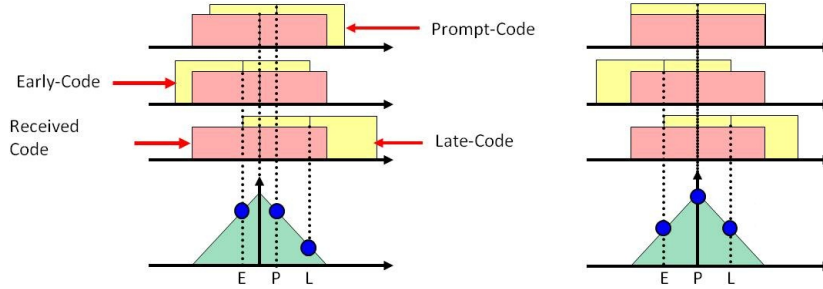 Prompt-Code
Early-Code
Received
Code
Late-Code
E P L
E P L